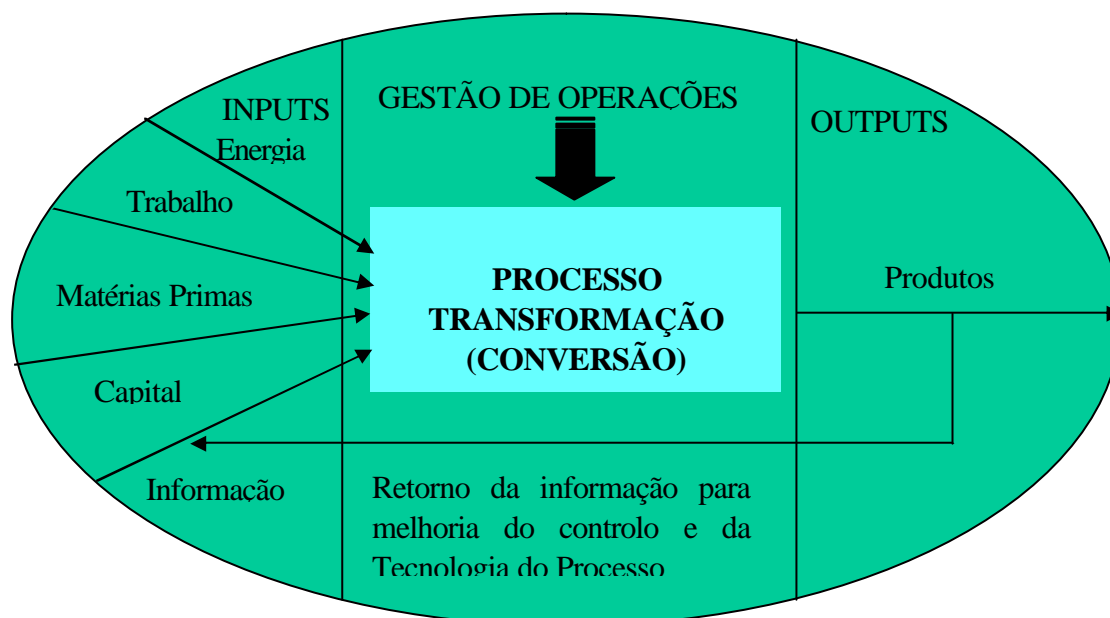 INPUTS
Energia
Trabalho
Matérias Primas
Capital
Informação
GESTÃO DE OPERAÇÕES
PROCESSO
TRANSFORMAÇÃO
(CONVERSÃO)
Retorno da informação para
melhoria do controlo e da
Tecnologia do Processo
OUTPUTS
Produtos